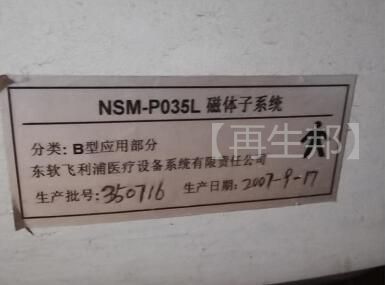 NSM-P035L 磁体子系统
分类: B型应用部分
东软飞利浦医疗设备系统有限责任公司
生产批号: 350716 生产日期: 2007-9-17
【再生邦】